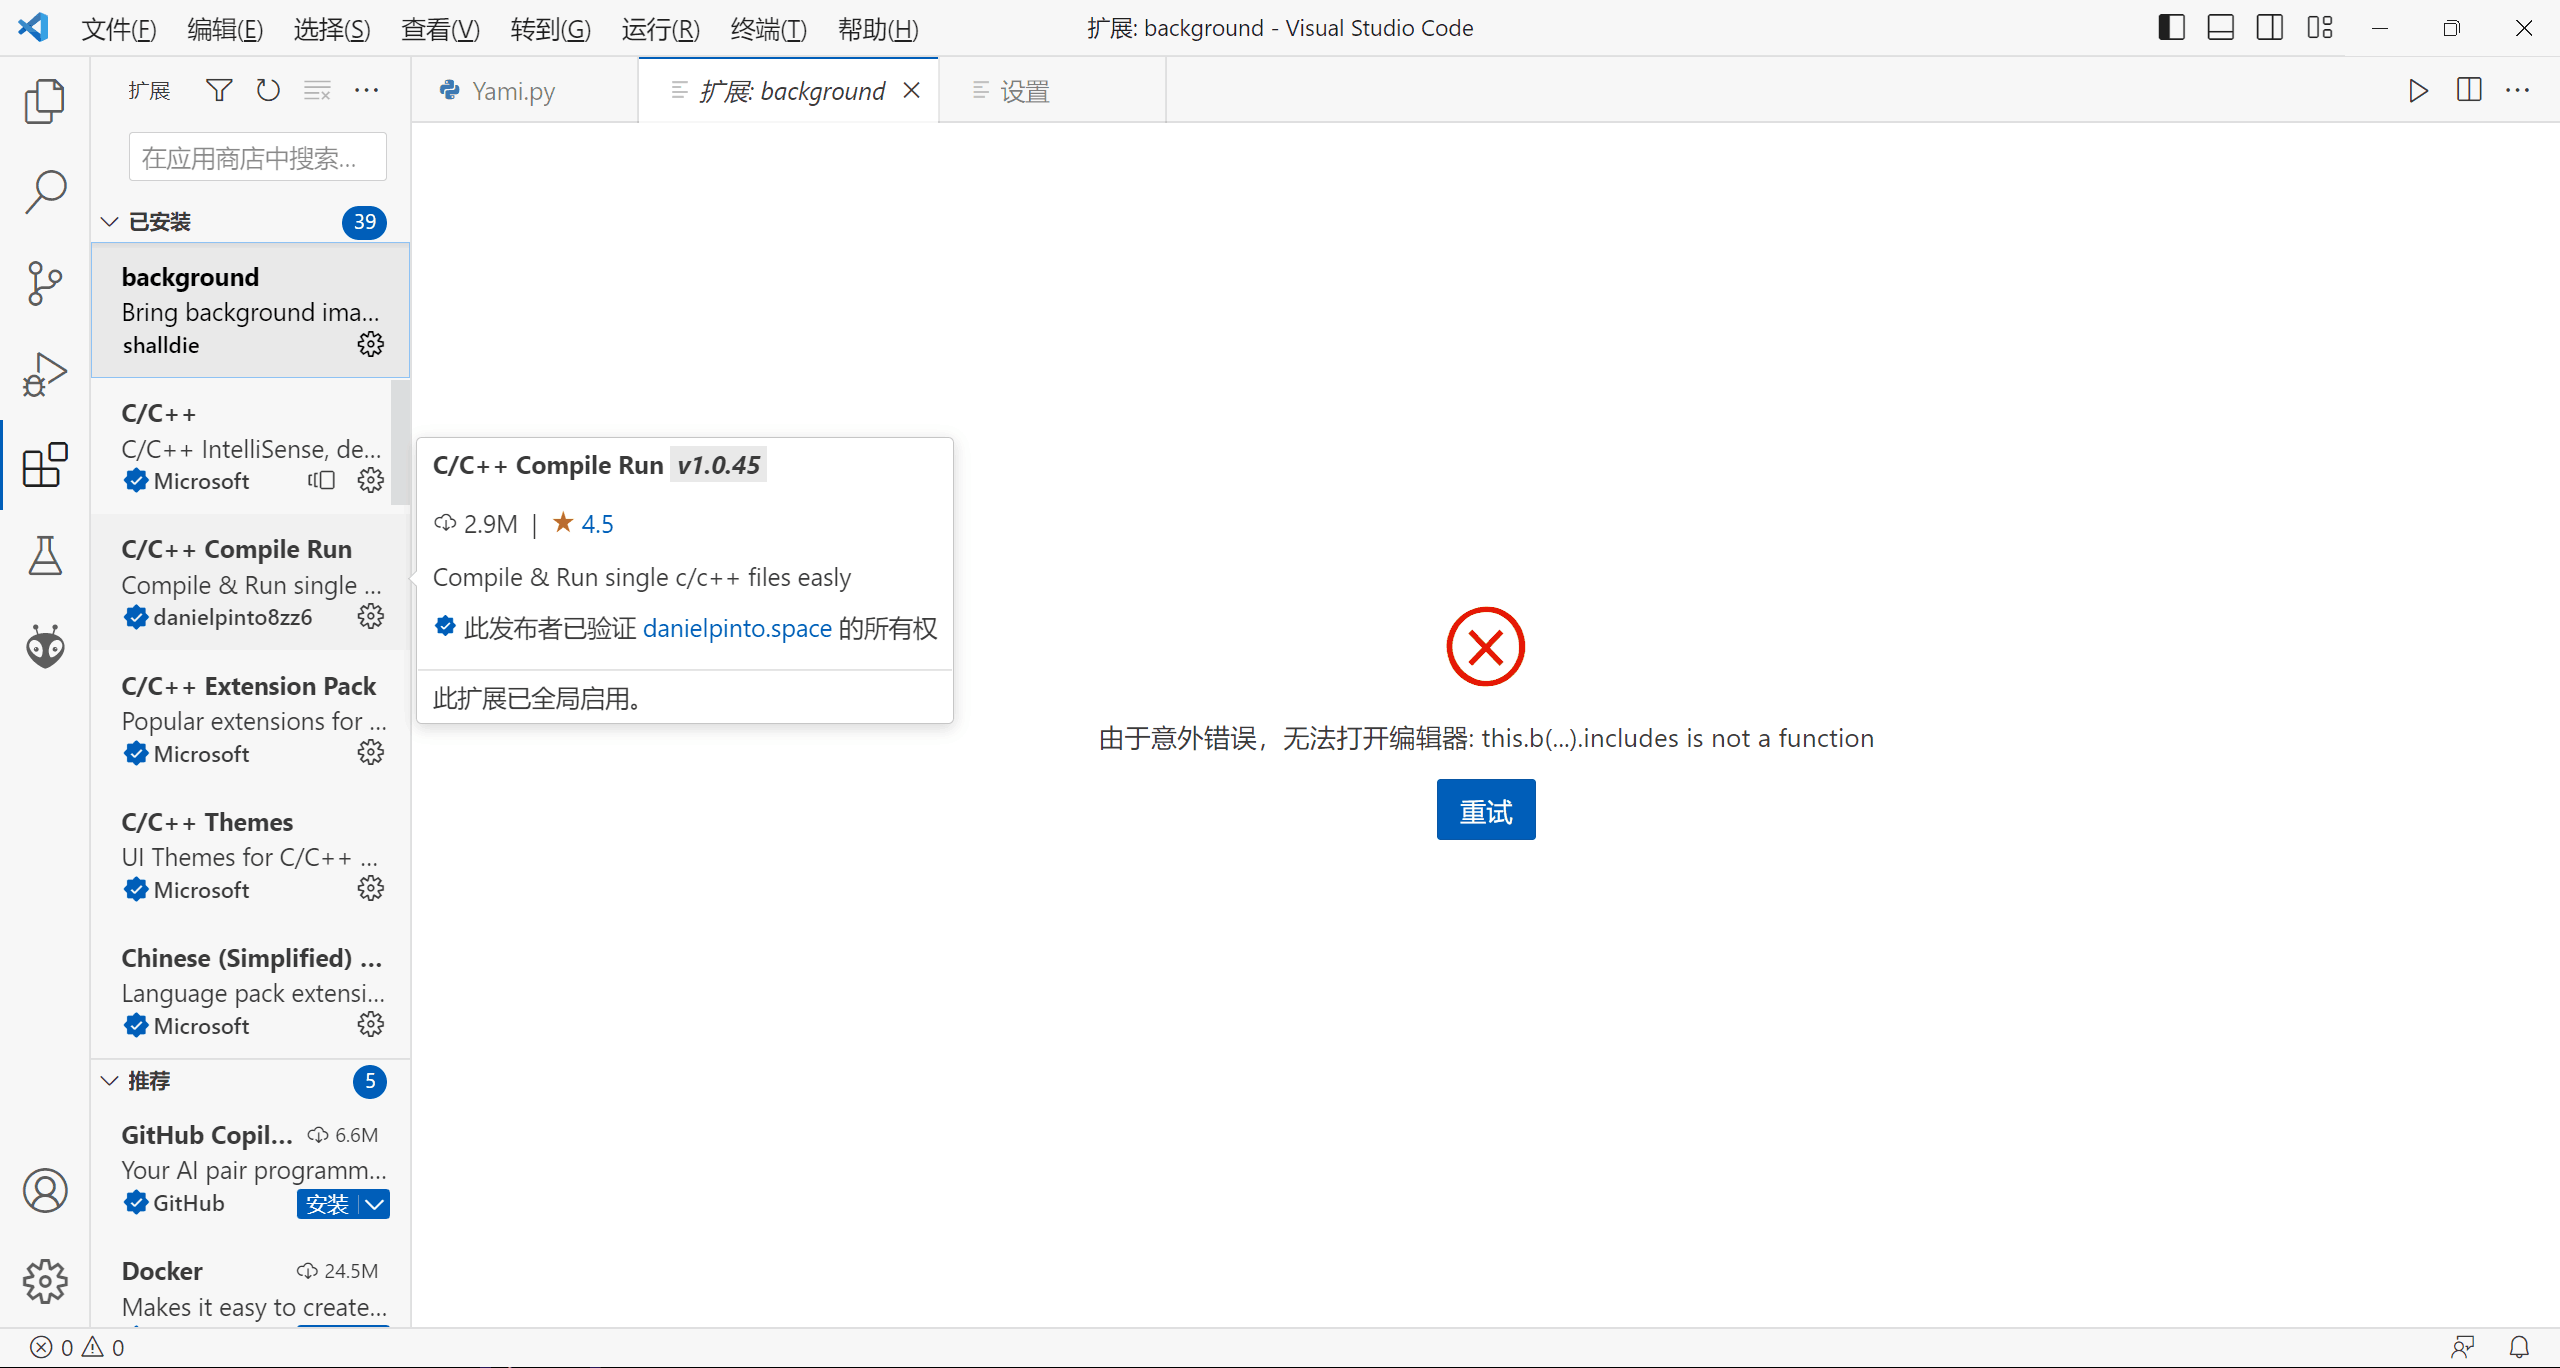 文件(F) 编辑(E) 选择(S) 查看(V) 转到(G) 运行(R) 终端(T) 帮助(H)
扩展: background - Visual Studio Code
扩展
Yami.py
扩展: background
设置
在应用商店中搜索...
已安装 39
background
Bring background ima...
shalldie
C/C++
C/C++ IntelliSense, de...
Microsoft
C/C++ Compile Run
Compile & Run single ...
danielpinto8zz6
C/C++ Extension Pack
Popular extensions for ...
Microsoft
C/C++ Themes
UI Themes for C/C++ ...
Microsoft
Chinese (Simplified) ...
Language pack extensi...
Microsoft
推荐 5
GitHub Copil... 6.6M
Your AI pair programm...
GitHub 安装
Docker 24.5M
Makes it easy to create...
C/C++ Compile Run v1.0.45
2.9M | 4.5
Compile & Run single c/c++ files easly
此发布者已验证 danielpinto.space 的所有权
此扩展已全局启用。
由于意外错误，无法打开编辑器: this.b(...).includes is not a function
重试
0 0